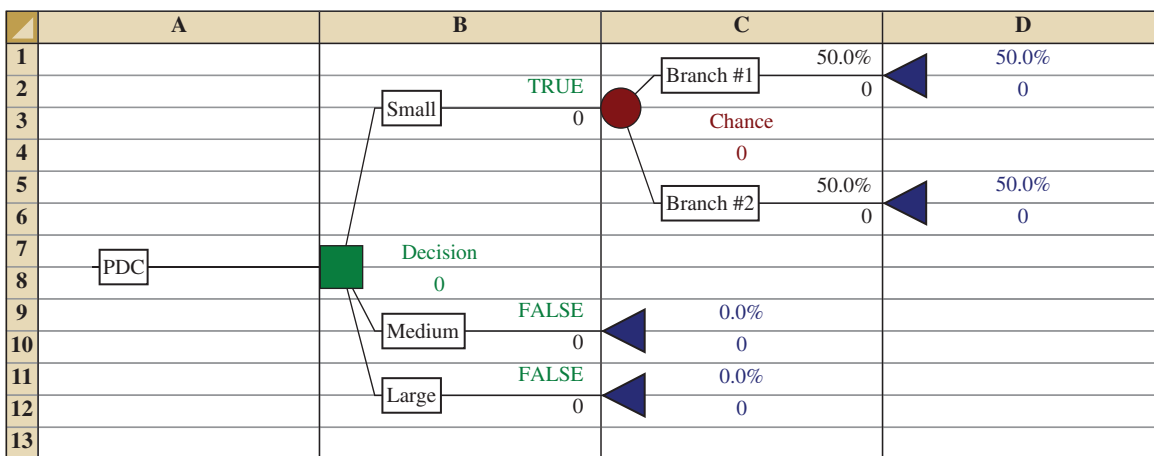 A B C D
1 50.0% 50.0%
Branch #1
2 TRUE 0 0
Small
3 0 Chance
4 0
5 50.0% 50.0%
Branch #2
6 0 0
7 Decision
PDC
8 0
9 FALSE 0.0%
Medium
10 0 0
11 FALSE 0.0%
Large
12 0 0
13